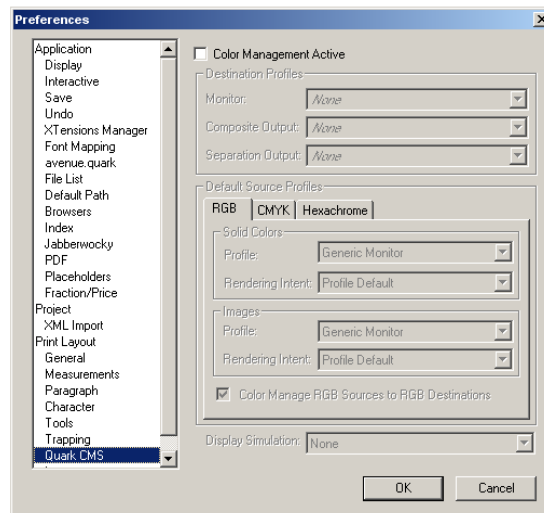 Preferences
Application
Display
Interactive
Save
Undo
XTensions Manager
Font Mapping
avenue.quark
File List
Default Path
Browsers
Index
Jabberwocky
PDF
Placeholders
Fraction/Price
Project
XML Import
Print Layout
General
Measurements
Paragraph
Character
Tools
Trapping
Quark CMS
Color Management Active
Destination Profiles
Monitor: None
Composite Output: None
Separation Output: None
Default Source Profiles
RGB CMYK Hexachrome
Solid Colors
Profile: Generic Monitor
Rendering Intent: Profile Default
Images
Profile: Generic Monitor
Rendering Intent: Profile Default
Color Manage RGB Sources to RGB Destinations
Display Simulation: None
OK Cancel